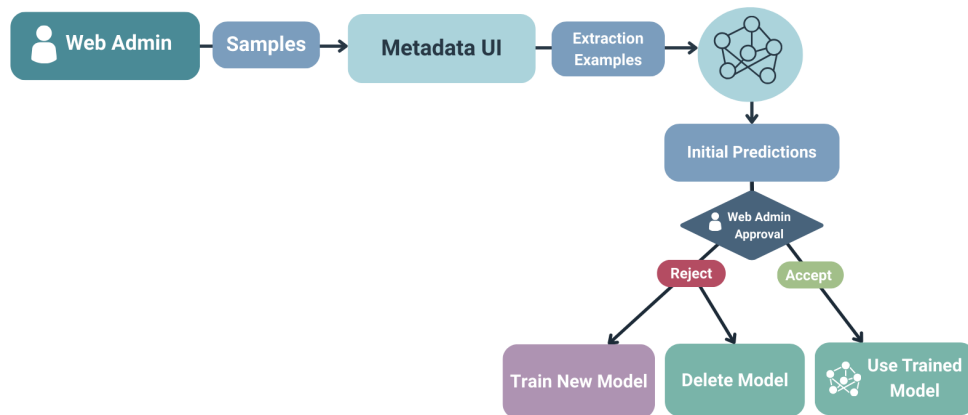 Web Admin
Samples
Metadata UI
Extraction
Examples
Initial Predictions
Web Admin
Approval
Reject
Accept
Train New Model
Delete Model
Use Trained
Model